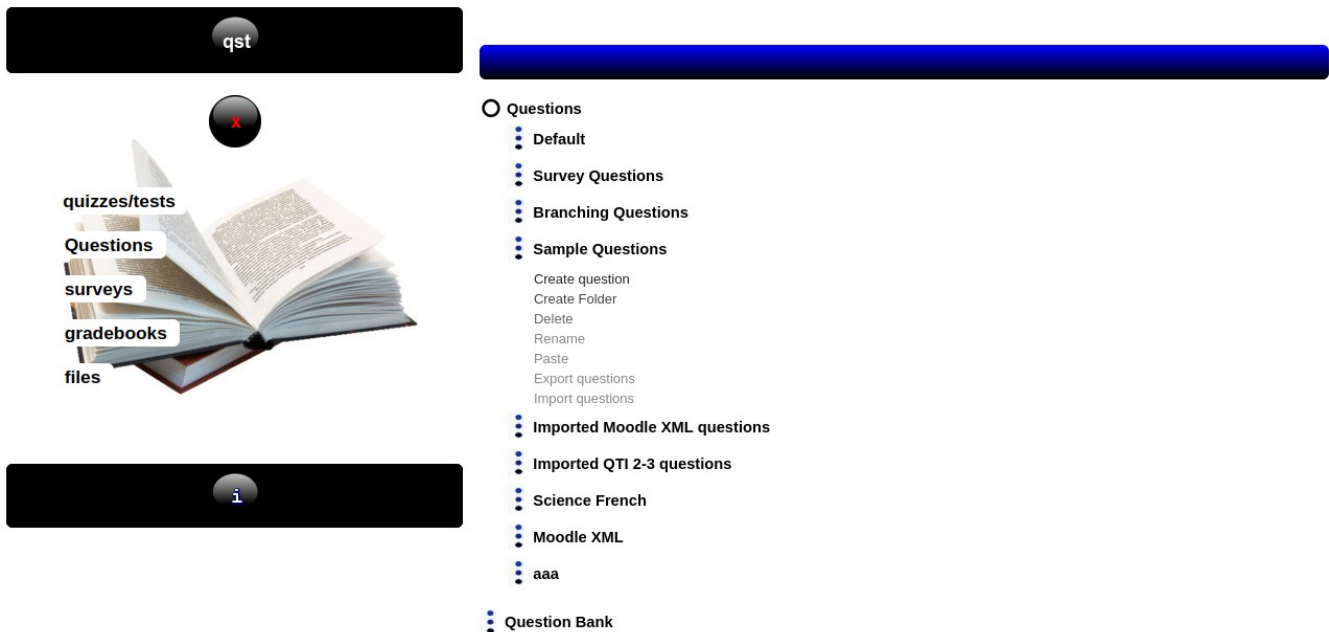 qst
x
quizzes/tests
Questions
surveys
gradebooks
files
i
Questions
Default
Survey Questions
Branching Questions
Sample Questions
Create question
Create Folder
Delete
Rename
Paste
Export questions
Import questions
Imported Moodle XML questions
Imported QTI 2-3 questions
Science French
Moodle XML
aaa
Question Bank